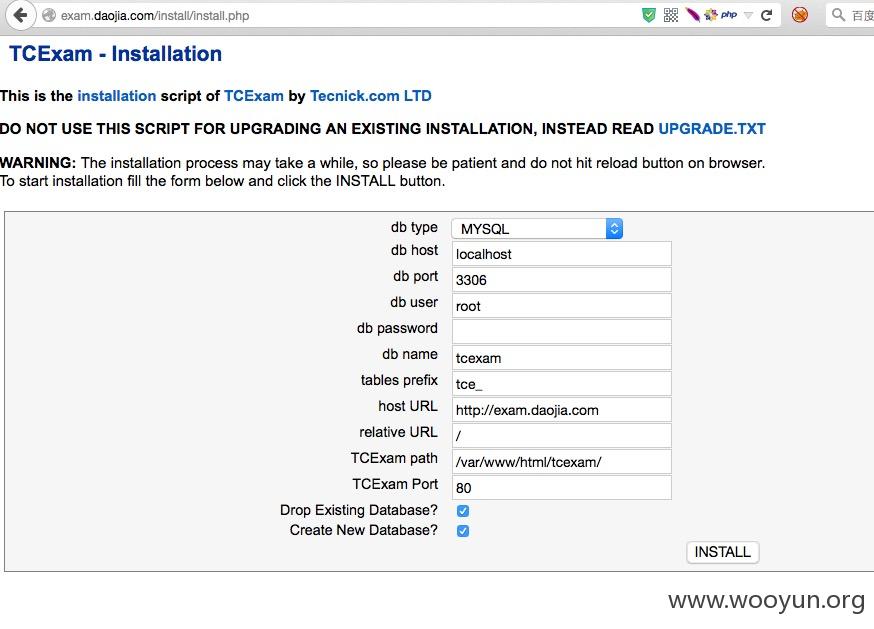 exam.daojia.com/install/install.php
php
百度
TCExam - Installation
This is the installation script of TCExam by Tecnick.com LTD
DO NOT USE THIS SCRIPT FOR UPGRADING AN EXISTING INSTALLATION, INSTEAD READ UPGRADE.TXT
WARNING: The installation process may take a while, so please be patient and do not hit reload button on browser.
To start installation fill the form below and click the INSTALL button.
db type MYSQL
db host localhost
db port 3306
db user root
db password
db name tcexam
tables prefix tce_
host URL http://exam.daojia.com
relative URL /
TCExam path /var/www/html/tcexam/
TCExam Port 80
Drop Existing Database?
Create New Database?
INSTALL
www.wooyun.org